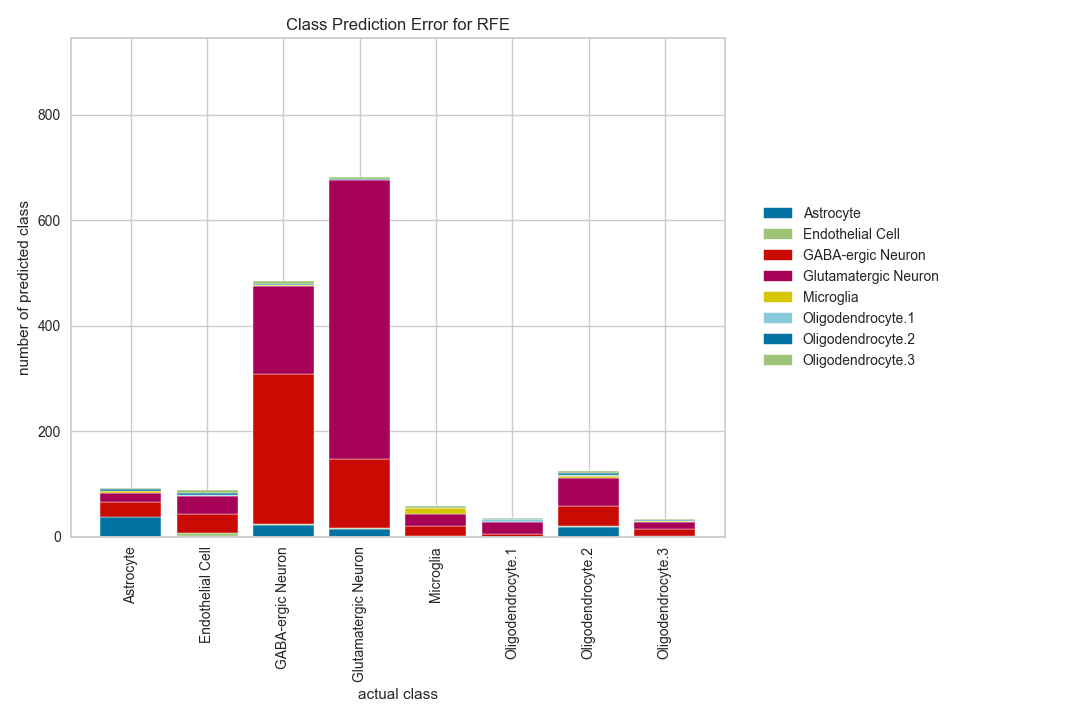 Class Prediction Error for RFE
number of predicted class
800
600
400
200
0
Astrocyte
Endothelial Cell
GABA-ergic Neuron
Glutamatergic Neuron
Microglia
Oligodendrocyte.1
Oligodendrocyte.2
Oligodendrocyte.3
actual class
Astrocyte
Endothelial Cell
GABA-ergic Neuron
Glutamatergic Neuron
Microglia
Oligodendrocyte.1
Oligodendrocyte.2
Oligodendrocyte.3